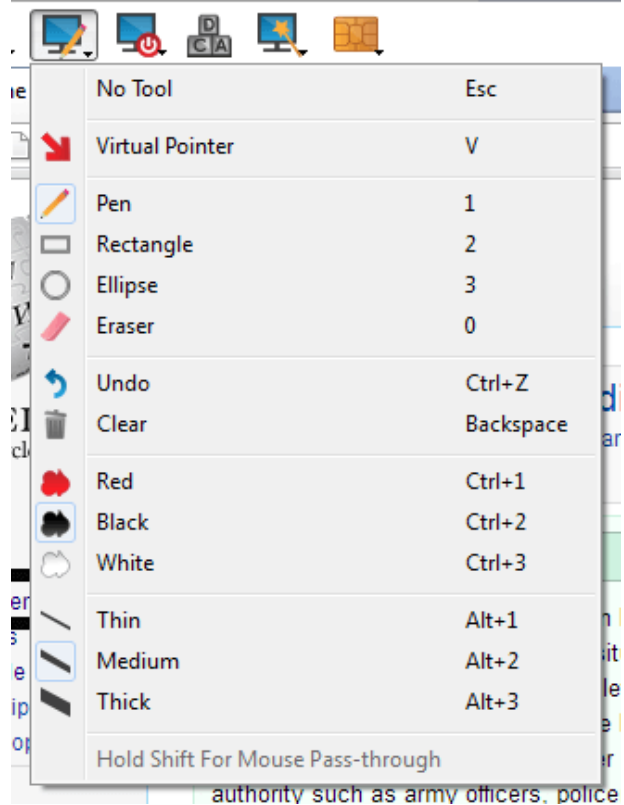 D
C A
No Tool Esc
Virtual Pointer V
Pen 1
Rectangle 2
Ellipse 3
Eraser 0
Undo Ctrl+Z
Clear Backspace
Red Ctrl+1
Black Ctrl+2
White Ctrl+3
Thin Alt+1
Medium Alt+2
Thick Alt+3
Hold Shift For Mouse Pass-through
authority such as army officers, police